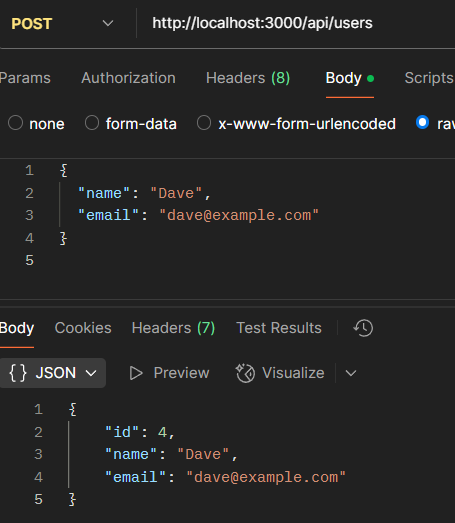 POST http://localhost:3000/api/users
Params Authorization Headers (8) Body Scripts
none form-data x-www-form-urlencoded
1 {
2 "name": "Dave",
3 "email": "dave@example.com"
4 }
5
Body Cookies Headers (7) Test Results
{} JSON Preview Visualize
1 {
2 "id": 4,
3 "name": "Dave",
4 "email": "dave@example.com"
5 }